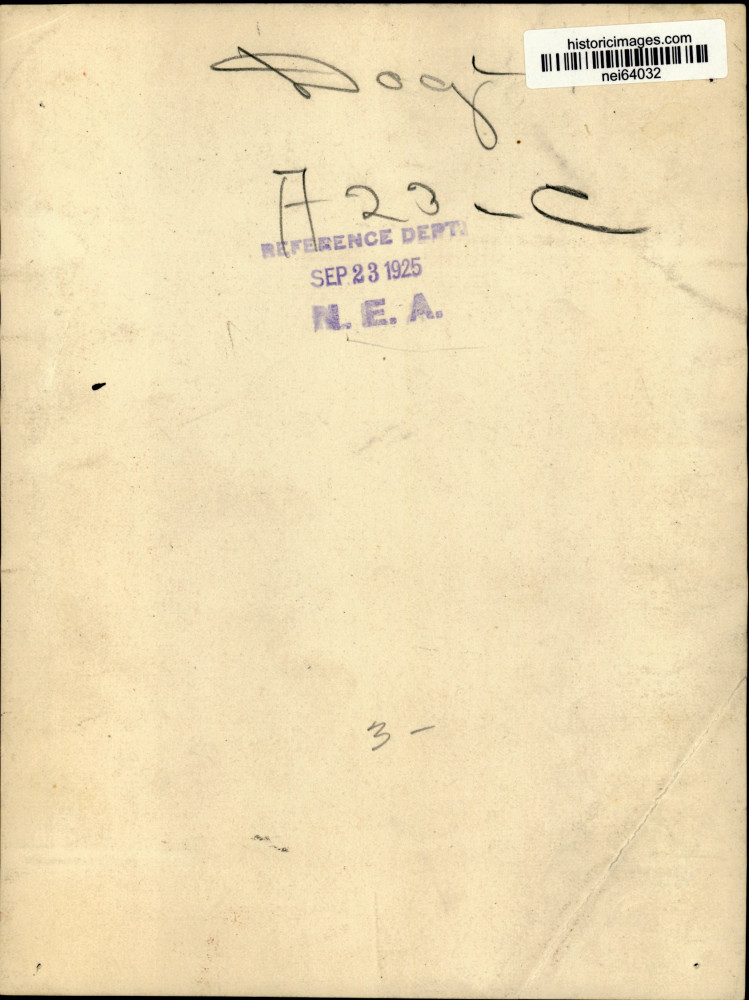 historicimages.com
nei64032
Dogs
A23-C
REFERENCE DEPT.
SEP 23 1925
N. E. A.
3-